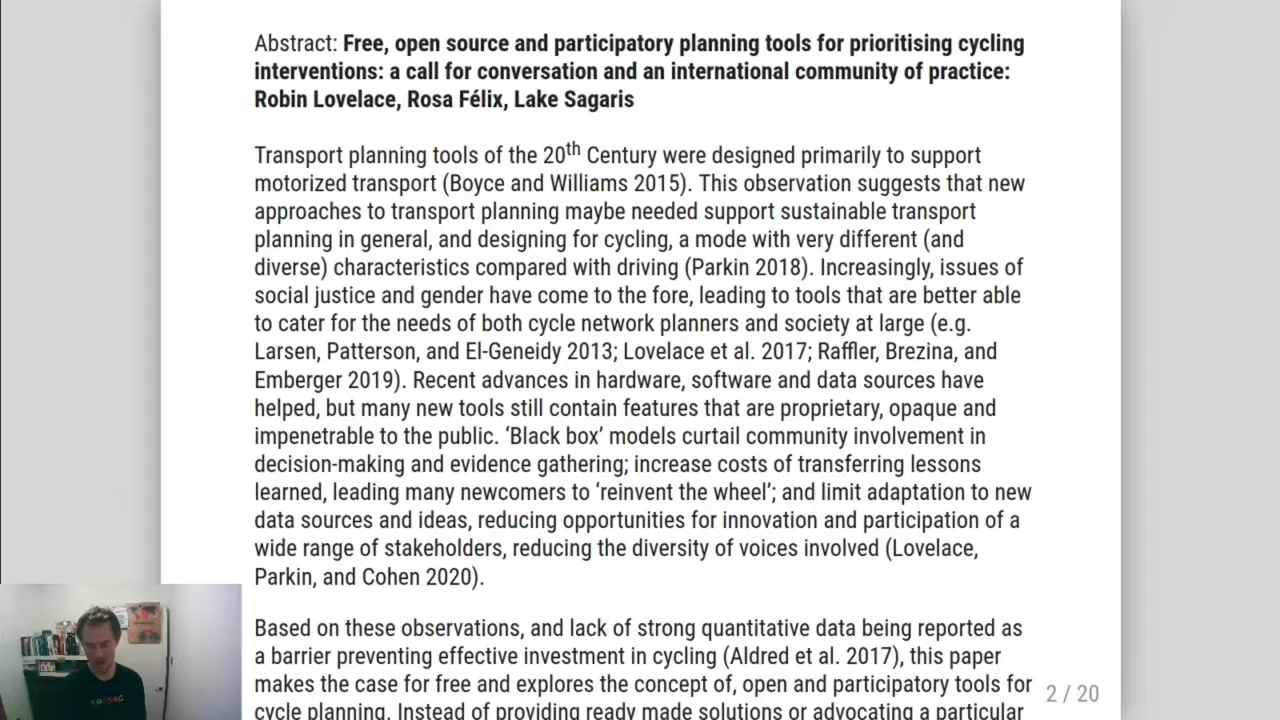 Abstract: Free, open source and participatory planning tools for prioritising cycling
interventions: a call for conversation and an international community of practice:
Robin Lovelace, Rosa Félix, Lake Sagaris
Transport planning tools of the 20th Century were designed primarily to support
motorized transport (Boyce and Williams 2015). This observation suggests that new
approaches to transport planning maybe needed support sustainable transport
planning in general, and designing for cycling, a mode with very different (and
diverse) characteristics compared with driving (Parkin 2018). Increasingly, issues of
social justice and gender have come to the fore, leading to tools that are better able
to cater for the needs of both cycle network planners and society at large (e.g.
Larsen, Patterson, and El-Geneidy 2013; Lovelace et al. 2017; Raffler, Brezina, and
Emberger 2019). Recent advances in hardware, software and data sources have
helped, but many new tools still contain features that are proprietary, opaque and
impenetrable to the public. ‘Black box’ models curtail community involvement in
decision-making and evidence gathering; increase costs of transferring lessons
learned, leading many newcomers to ‘reinvent the wheel’; and limit adaptation to new
data sources and ideas, reducing opportunities for innovation and participation of a
wide range of stakeholders, reducing the diversity of voices involved (Lovelace,
Parkin, and Cohen 2020).
Based on these observations, and lack of strong quantitative data being reported as
a barrier preventing effective investment in cycling (Aldred et al. 2017), this paper
makes the case for free and explores the concept of, open and participatory tools for
cycle planning. Instead of providing ready made solutions or advocating a particular
2 / 20